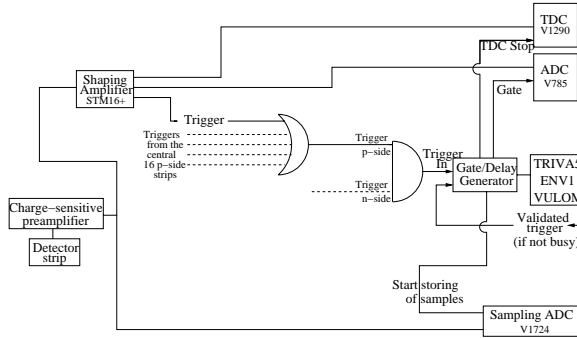 TDC
V1290
TDC Stop
ADC
V785
Gate
Shaping
Amplifier
STM16+
Trigger
Triggers
from the
central
16 p-side
strips
Trigger
p-side
Trigger
n-side
Trigger
In
Gate/Delay
Generator
TRIVA5
ENV1
VULOM
Validated
trigger
(if not busy)
Charge-sensitive
preamplifier
Detector
strip
Start storing
of samples
Sampling ADC
V1724